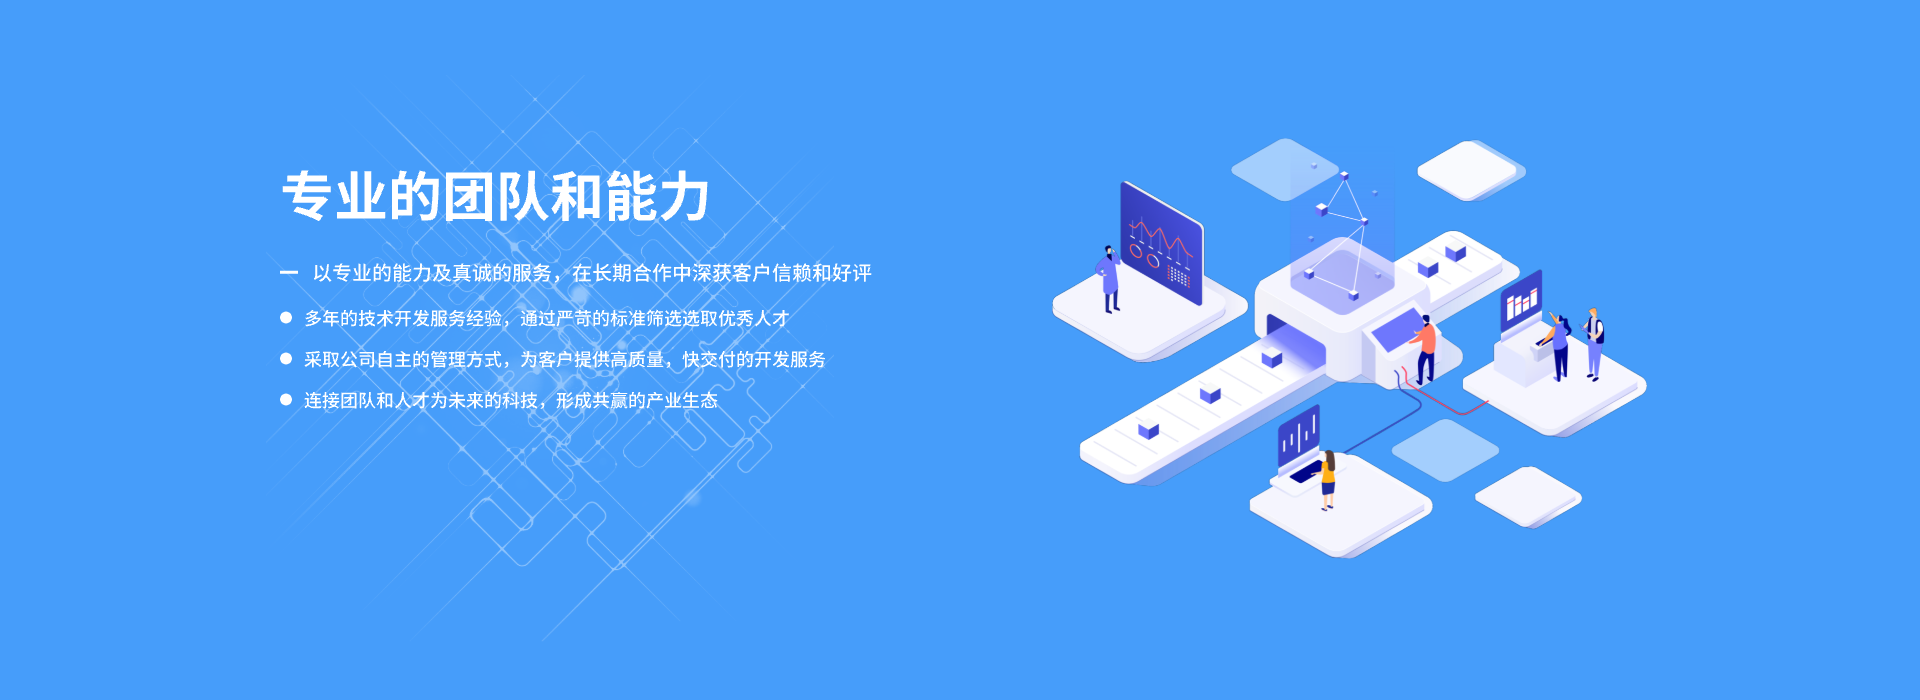 专业的团队和能力
以专业的能力及真诚的服务，在长期合作中深获客户信赖和好评
多年的技术开发服务经验，通过严苛的标准筛选选取优秀人才
采取公司自主的管理方式，为客户提供高质量，快交付的开发服务
连接团队和人才为未来的科技，形成共赢的产业生态